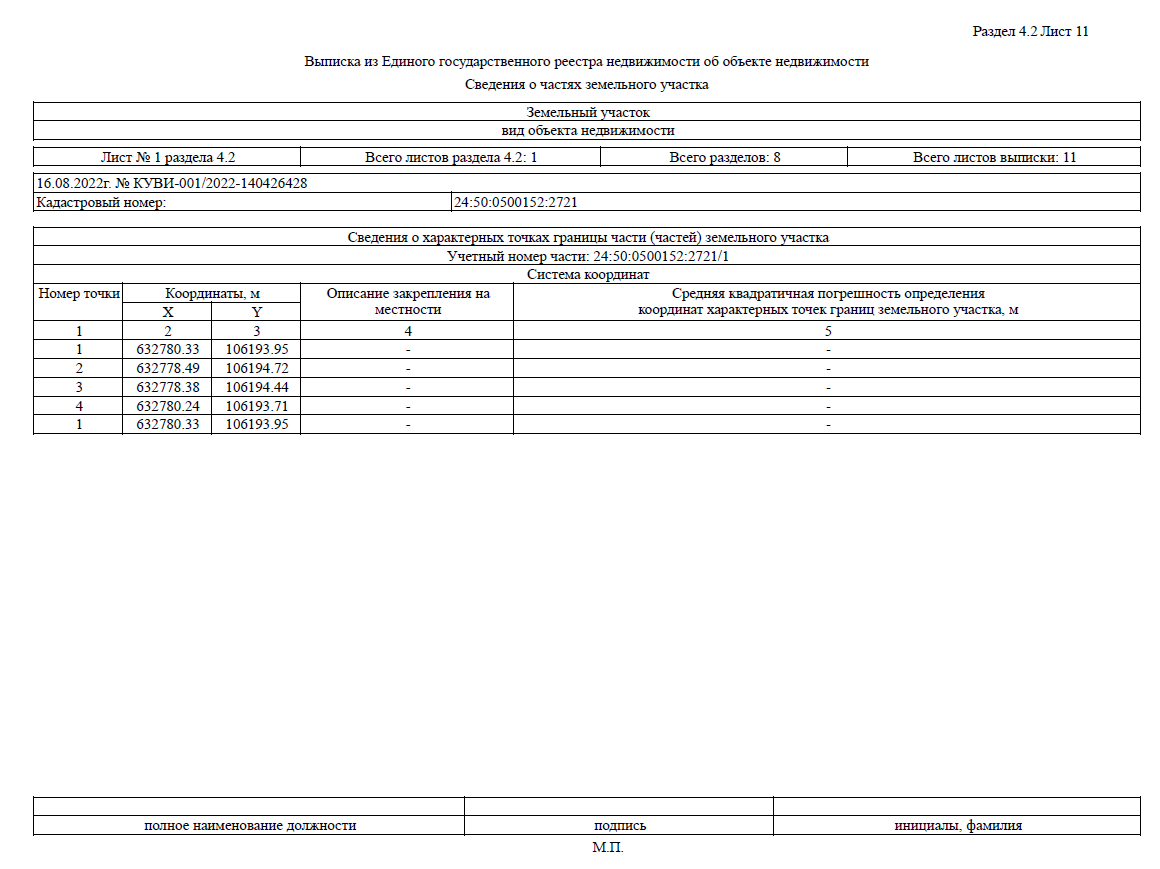 Раздел 4.2 Лист 11
Выписка из Единого государственного реестра недвижимости об объекте недвижимости
Сведения о частях земельного участка
Земельный участок
вид объекта недвижимости
Лист № 1 раздела 4.2 Всего листов раздела 4.2: 1 Всего разделов: 8 Всего листов выписки: 11
16.08.2022г. № КУВИ-001/2022-140426428
Кадастровый номер: 24:50:0500152:2721
Сведения о характерных точках границы части (частей) земельного участка
Учетный номер части: 24:50:0500152:2721/1
Система координат
Номер точки Координаты, м Описание закрепления на Средняя квадратичная погрешность определения
X Y местности координат характерных точек границ земельного участка, м
1 2 3 4 5
1 632780.33 106193.95 - -
2 632778.49 106194.72 - -
3 632778.38 106194.44 - -
4 632780.24 106193.71 - -
1 632780.33 106193.95 - -
полное наименование должности подпись инициалы, фамилия
М.П.